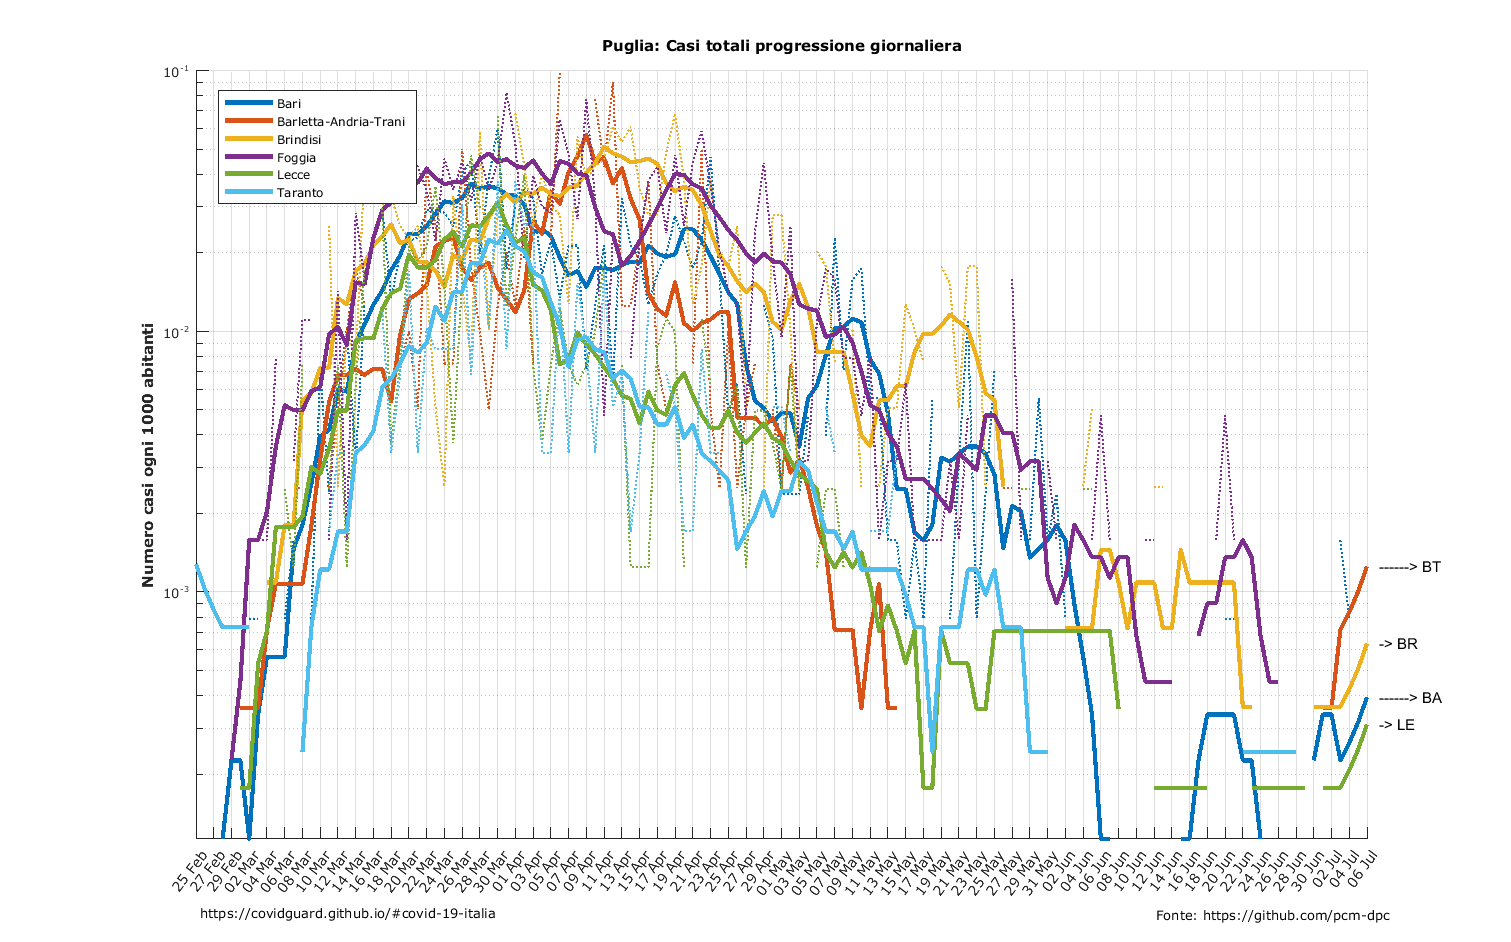 Puglia: Casi totali progressione giornaliera
10-1
Bari
Barletta-Andria-Trani
Brindisi
Foggia
Lecce
Taranto
10-2
10-3
Numero casi ogni 1000 abitanti
------> BT
-> BR
------> BA
-> LE
25 Feb
27 Feb
29 Feb
02 Mar
04 Mar
06 Mar
08 Mar
10 Mar
12 Mar
14 Mar
16 Mar
18 Mar
20 Mar
22 Mar
24 Mar
26 Mar
28 Mar
30 Mar
01 Apr
03 Apr
05 Apr
07 Apr
09 Apr
11 Apr
13 Apr
15 Apr
17 Apr
19 Apr
21 Apr
23 Apr
25 Apr
27 Apr
29 Apr
01 May
03 May
05 May
07 May
09 May
11 May
13 May
15 May
17 May
19 May
21 May
23 May
25 May
27 May
29 May
31 May
02 Jun
04 Jun
06 Jun
08 Jun
10 Jun
12 Jun
14 Jun
16 Jun
18 Jun
20 Jun
22 Jun
24 Jun
26 Jun
28 Jun
30 Jun
02 Jul
04 Jul
06 Jul
https://covidguard.github.io/#covid-19-italia
Fonte: https://github.com/pcm-dpc